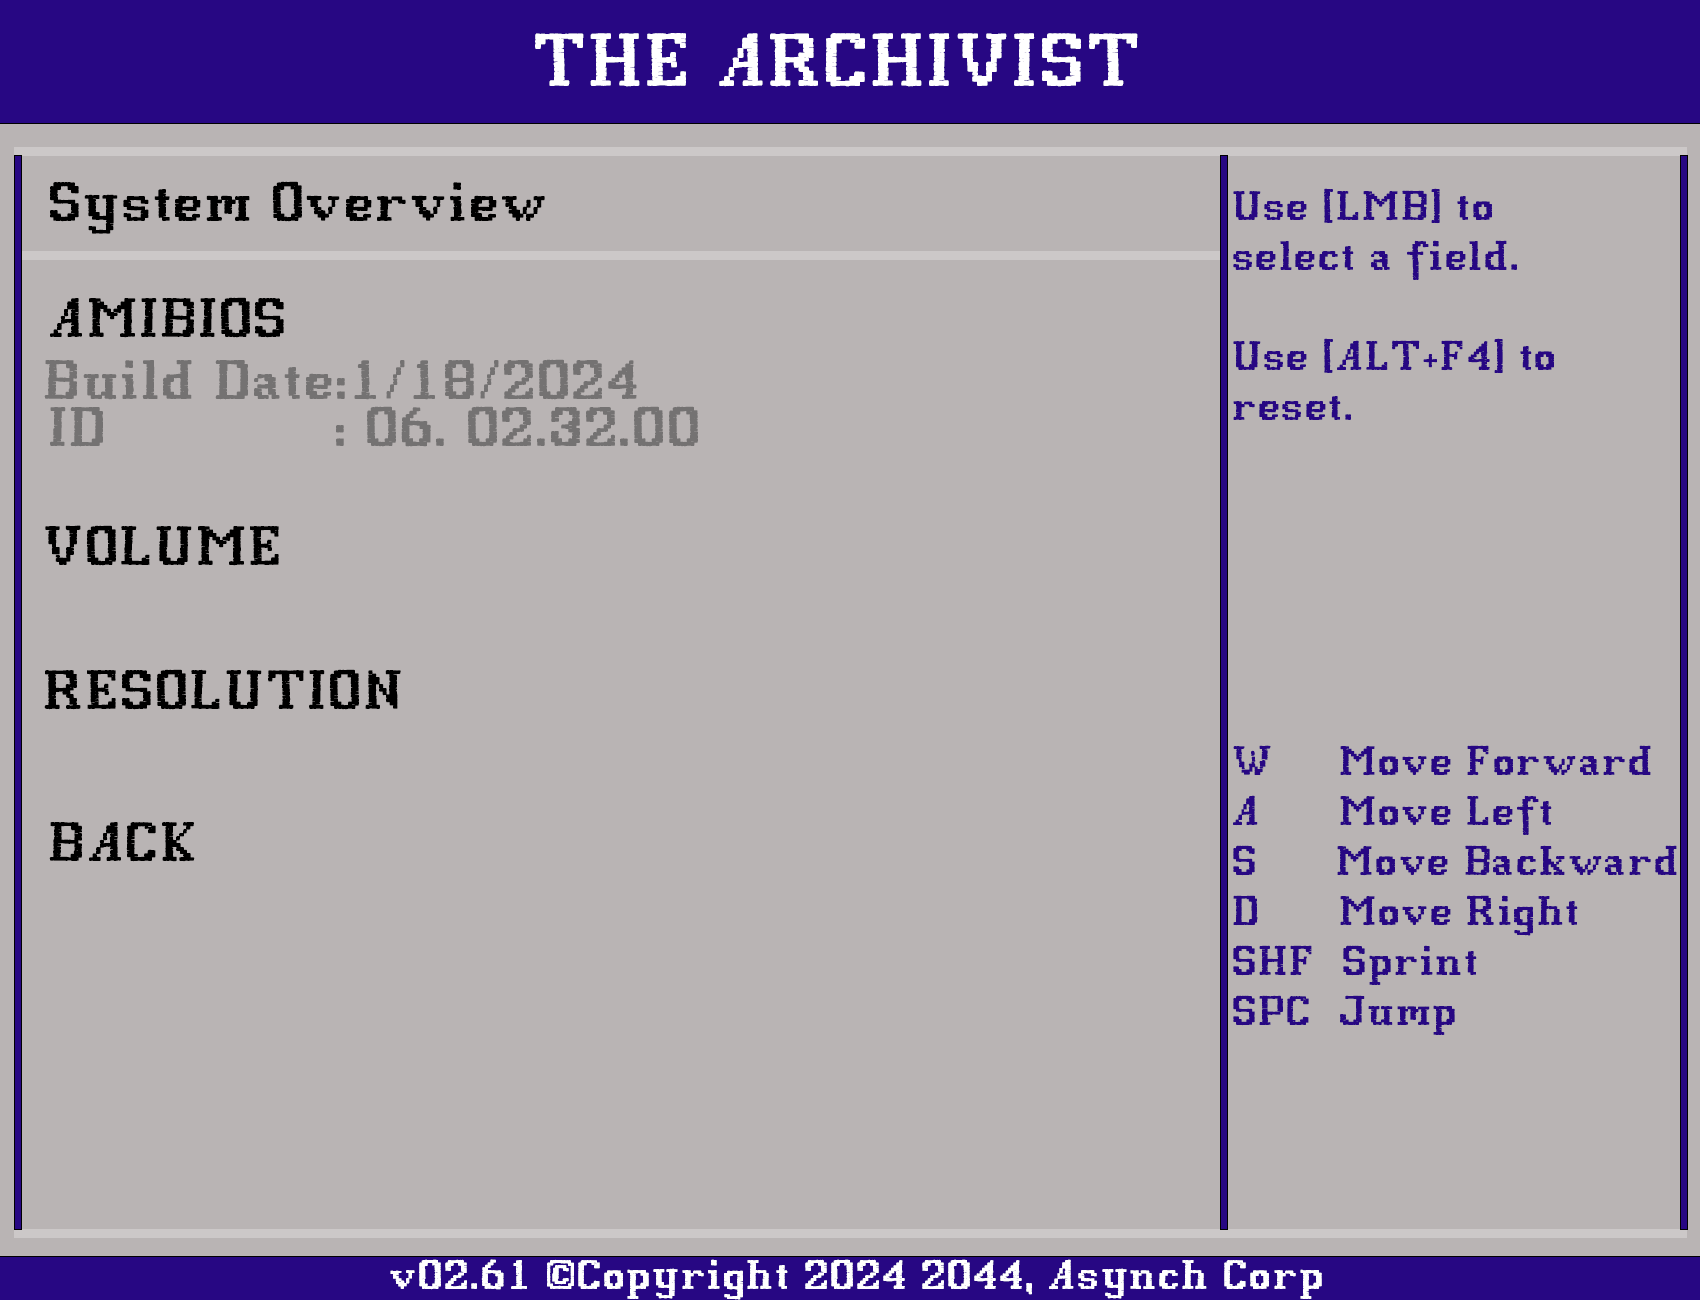 THE ARCHIVIST
System Overview
AMIBIOS
Build Date:1/18/2024
ID : 06. 02.32.00
VOLUME
RESOLUTION
BACK
Use [LMB] to
select a field.
Use [ALT+F4] to
reset.
W Move Forward
A Move Left
S Move Backward
D Move Right
SHF Sprint
SPC Jump
v02.61 ©Copyright 2024 2044, Asynch Corp